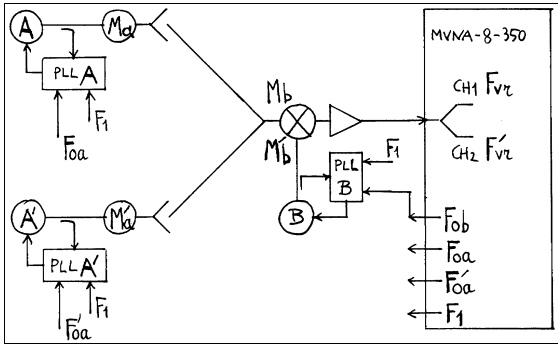 A
Ma
PLL A
Foa
F1
A′
M′a
PLL A′
F′oa
F1
Mb
M′b
F1
PLL
B
B
MVNA-8-350
CH1 Fvr
CH2 F′vr
Fob
Foa
F′oa
F1